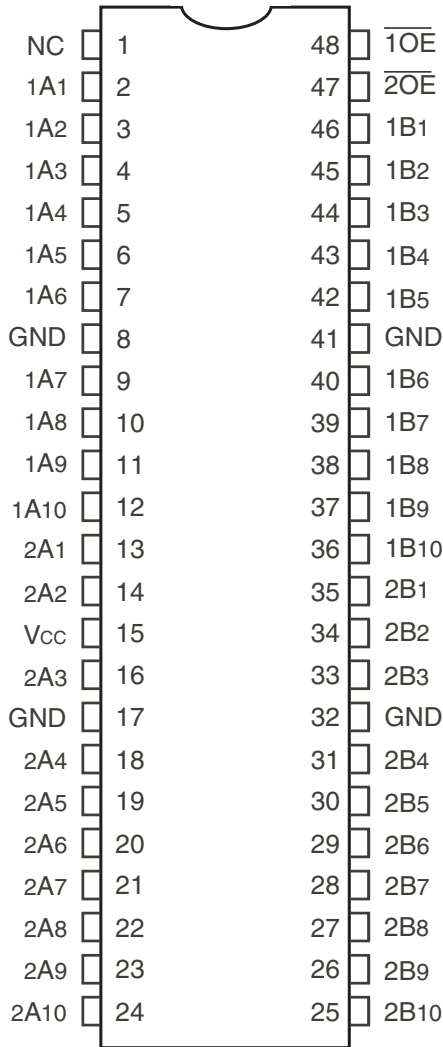 NC 1 48 1OE
1A1 2 47 2OE
1A2 3 46 1B1
1A3 4 45 1B2
1A4 5 44 1B3
1A5 6 43 1B4
1A6 7 42 1B5
GND 8 41 GND
1A7 9 40 1B6
1A8 10 39 1B7
1A9 11 38 1B8
1A10 12 37 1B9
2A1 13 36 1B10
2A2 14 35 2B1
VCC 15 34 2B2
2A3 16 33 2B3
GND 17 32 GND
2A4 18 31 2B4
2A5 19 30 2B5
2A6 20 29 2B6
2A7 21 28 2B7
2A8 22 27 2B8
2A9 23 26 2B9
2A10 24 25 2B10